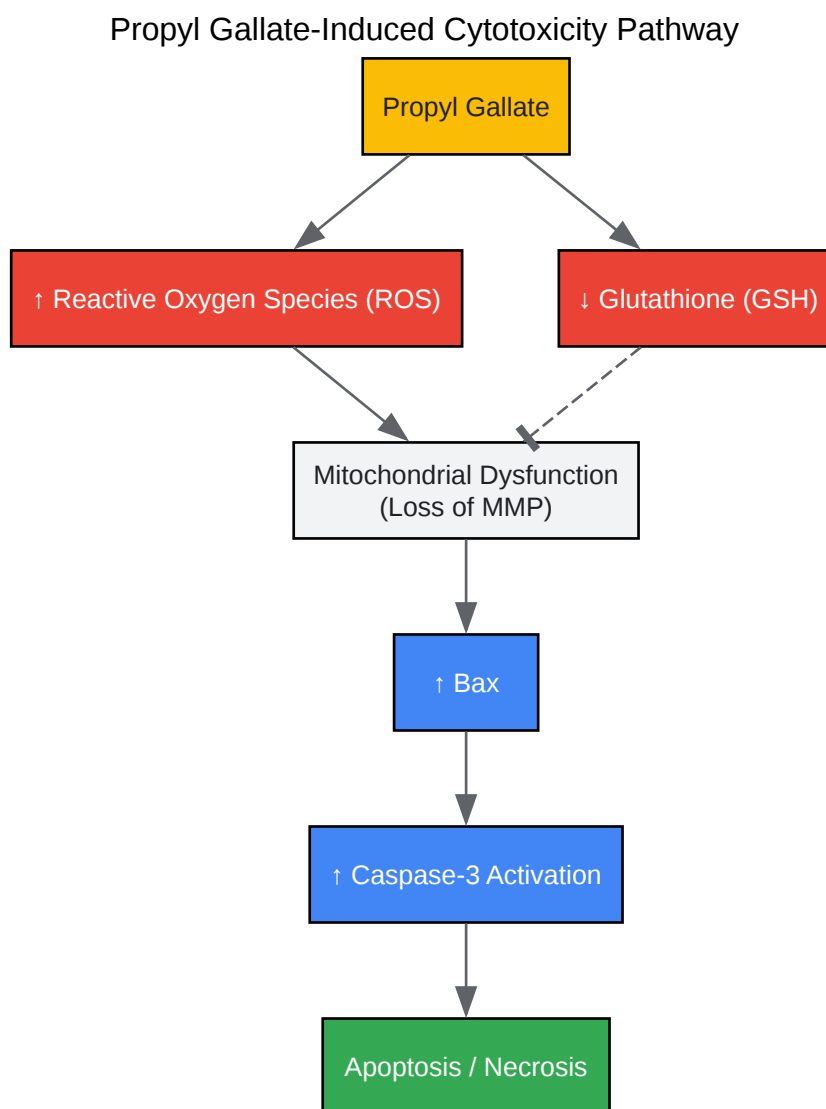 Propyl Gallate-Induced Cytotoxicity Pathway
Propyl Gallate
↑ Reactive Oxygen Species (ROS)
↓ Glutathione (GSH)
Mitochondrial Dysfunction
(Loss of MMP)
↑ Bax
↑ Caspase-3 Activation
Apoptosis / Necrosis